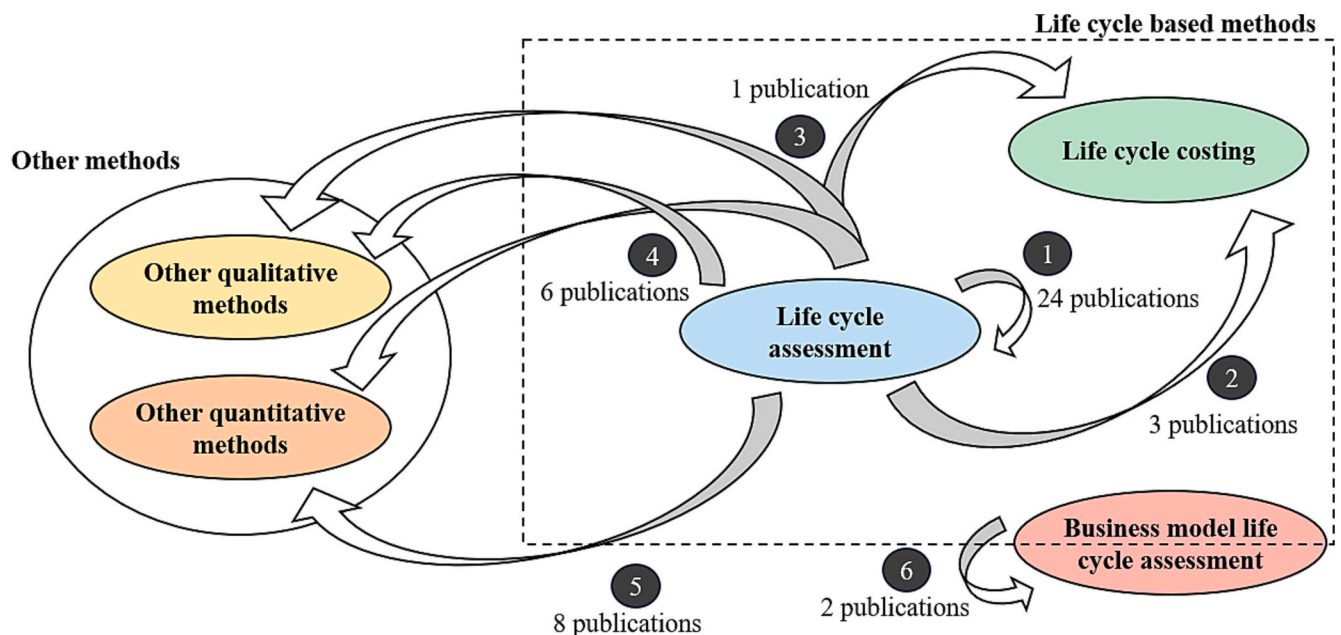 Life cycle based methods
1 publication
3
Life cycle costing
Other methods
Other qualitative
methods
4
6 publications
1
24 publications
Life cycle
assessment
Other quantitative
methods
2
3 publications
Business model life
cycle assessment
5
8 publications
6
2 publications